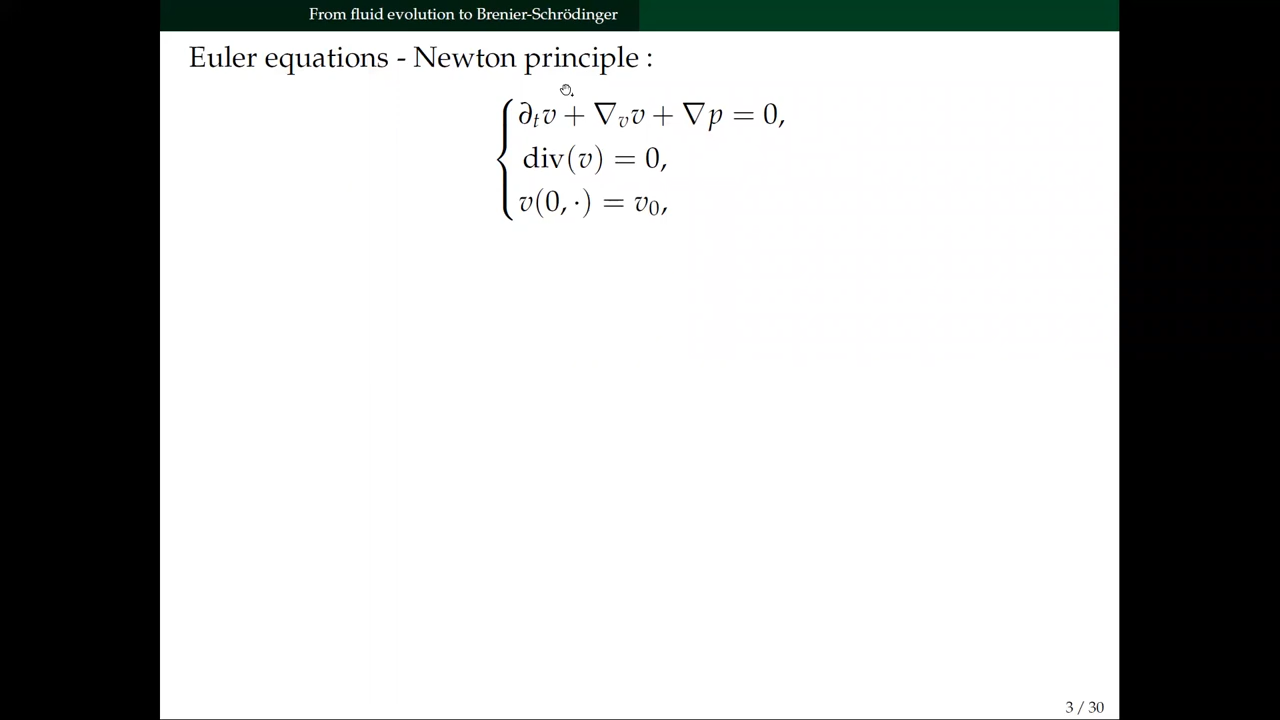 From fluid evolution to Brenier-Schrödinger
Euler equations - Newton principle :
∂ₜv + ∇ᵥv + ∇p = 0,
div(v) = 0,
v(0, ·) = v₀,
3 / 30